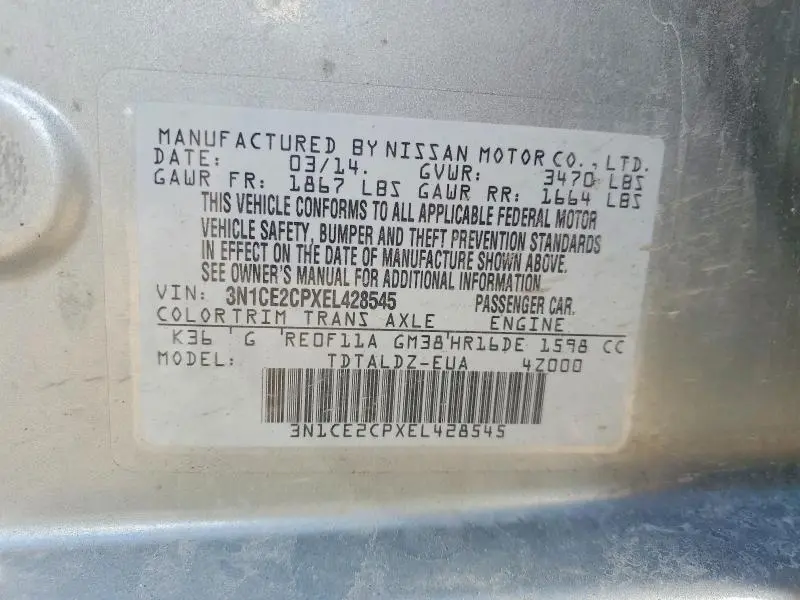 MANUFACTURED BY NISSAN MOTOR CO., LTD.
DATE: 03/14. GVWR: 3470 LBS
GAWR FR: 1867 LBS GAWR RR: 1664 LBS
THIS VEHICLE CONFORMS TO ALL APPLICABLE FEDERAL MOTOR
VEHICLE SAFETY, BUMPER AND THEFT PREVENTION STANDARDS
IN EFFECT ON THE DATE OF MANUFACTURE SHOWN ABOVE.
SEE OWNER'S MANUAL FOR ADDITIONAL INFORMATION.
VIN: 3N1CE2CPXEL428545 PASSENGER CAR.
COLOR TRIM TRANS AXLE ENGINE
K36 G RE0F11A GM38 HR16DE 1598 CC
MODEL: TDTALDZ-EUA 4Z000
3N1CE2CPXEL428545